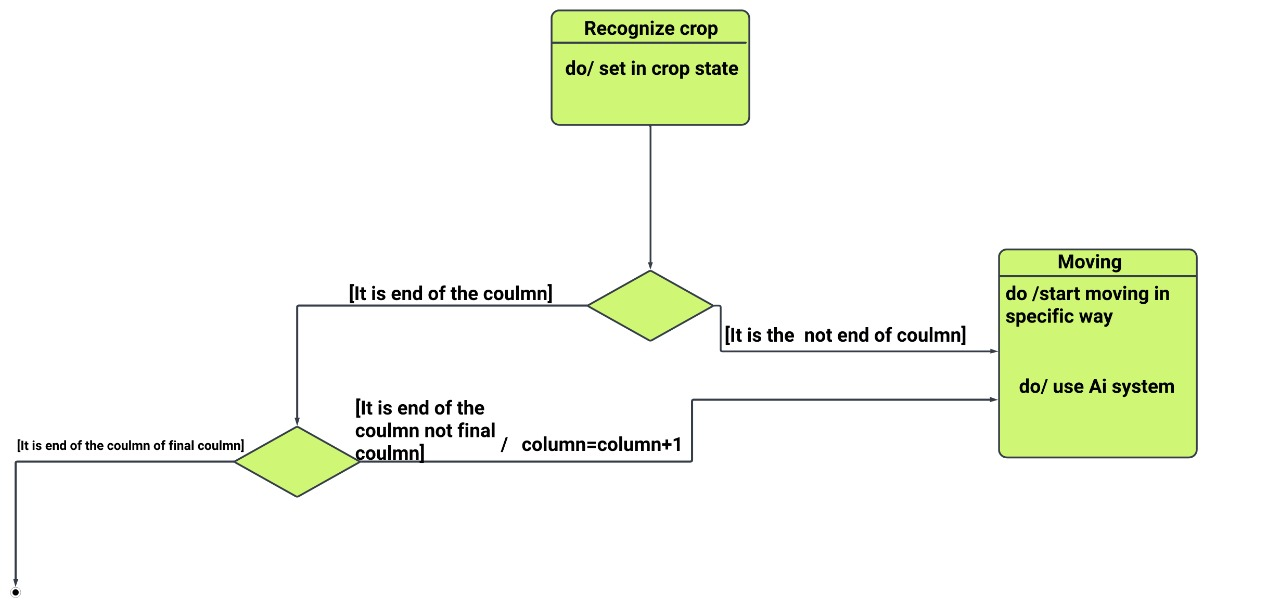 Recognize crop
do/ set in crop state
Moving
do /start moving in
specific way
do/ use Ai system
[It is end of the coulmn]
[It is the  not end of coulmn]
[It is end of the
coulmn not final
coulmn]
/ column=column+1
[It is end of the coulmn of final coulmn]